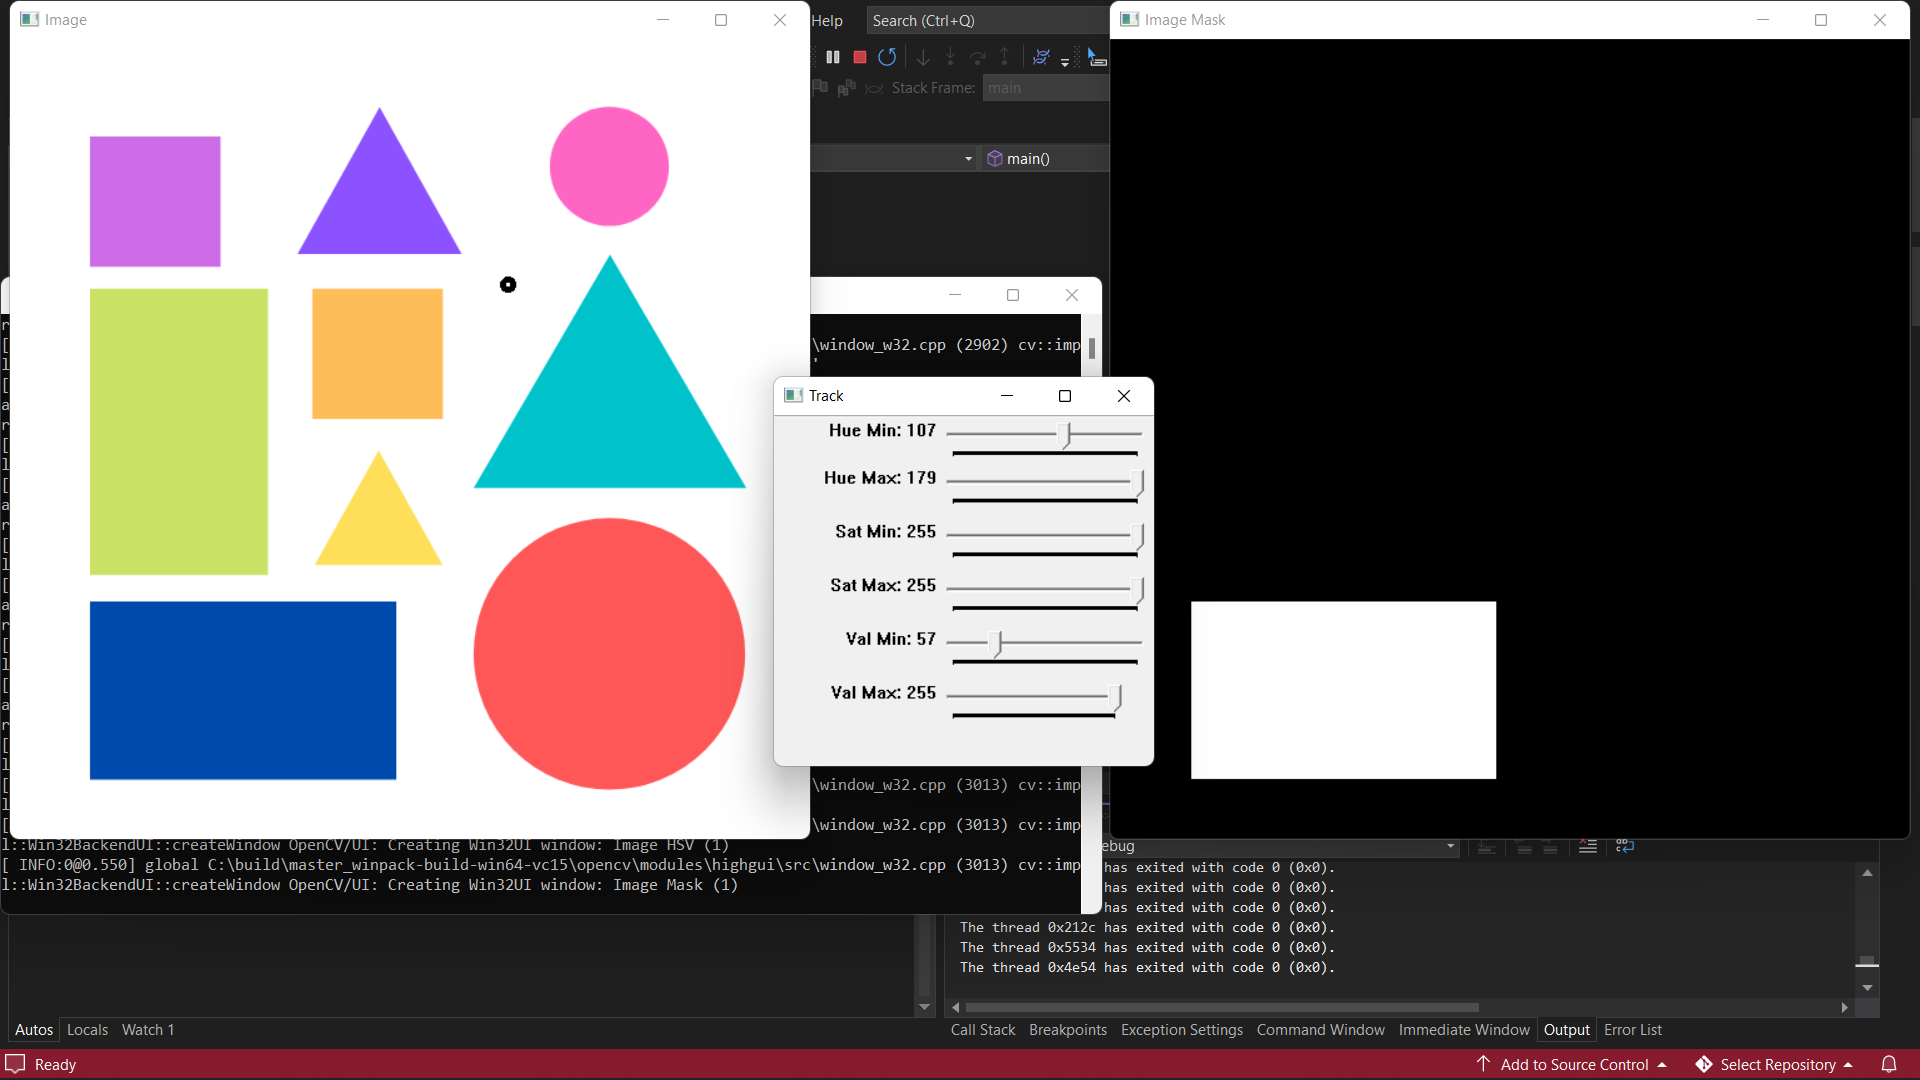 Image
Help
Search (Ctrl+Q)
Image Mask
Stack Frame:
main
main()
\window_w32.cpp (2902) cv::imp
Track
Hue Min: 107
Hue Max: 179
Sat Min: 255
Sat Max: 255
Val Min: 57
Val Max: 255
\window_w32.cpp (3013) cv::imp
\window_w32.cpp (3013) cv::imp
l::Win32BackendUI::createWindow OpenCV/UI: Creating Win32UI window: Image HSV (1)
[ INFO:0@0.550] global C:\build\master_winpack-build-win64-vc15\opencv\modules\highgui\src\window_w32.cpp (3013) cv::imp
l::Win32BackendUI::createWindow OpenCV/UI: Creating Win32UI window: Image Mask (1)
ebug
has exited with code 0 (0x0).
has exited with code 0 (0x0).
has exited with code 0 (0x0).
The thread 0x212c has exited with code 0 (0x0).
The thread 0x5534 has exited with code 0 (0x0).
The thread 0x4e54 has exited with code 0 (0x0).
Autos Locals Watch 1
Call Stack Breakpoints Exception Settings Command Window Immediate Window Output Error List
Ready
Add to Source Control
Select Repository